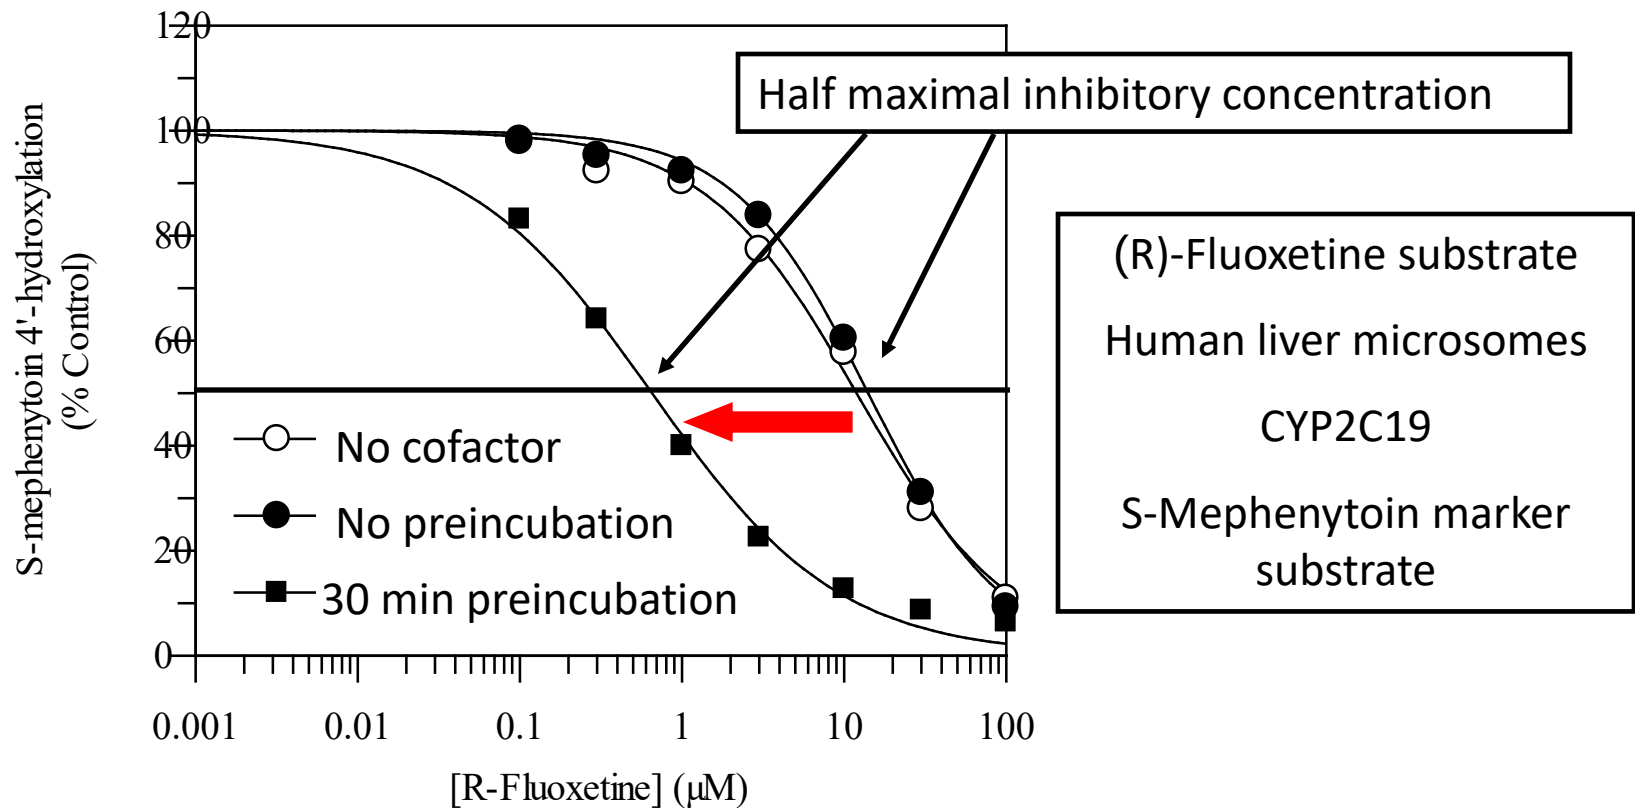 120
100
80
60
40
20
0
S-mephenytoin 4'-hydroxylation
(% Control)
Half maximal inhibitory concentration
(R)-Fluoxetine substrate
Human liver microsomes
CYP2C19
S-Mephenytoin marker
substrate
No cofactor
No preincubation
30 min preincubation
0.001 0.01 0.1 1 10 100
[R-Fluoxetine] (μM)